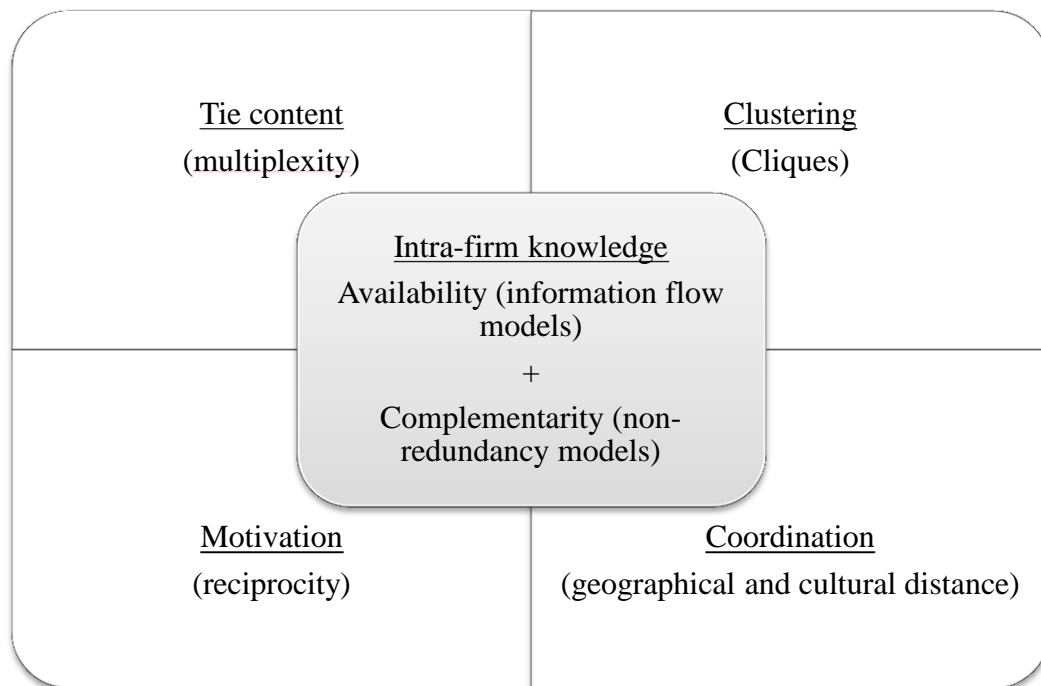 Tie content
(multiplexity)
Clustering
(Cliques)
Intra-firm knowledge
Availability (information flow
models)
+
Complementarity (non-
redundancy models)
Motivation
(reciprocity)
Coordination
(geographical and cultural distance)